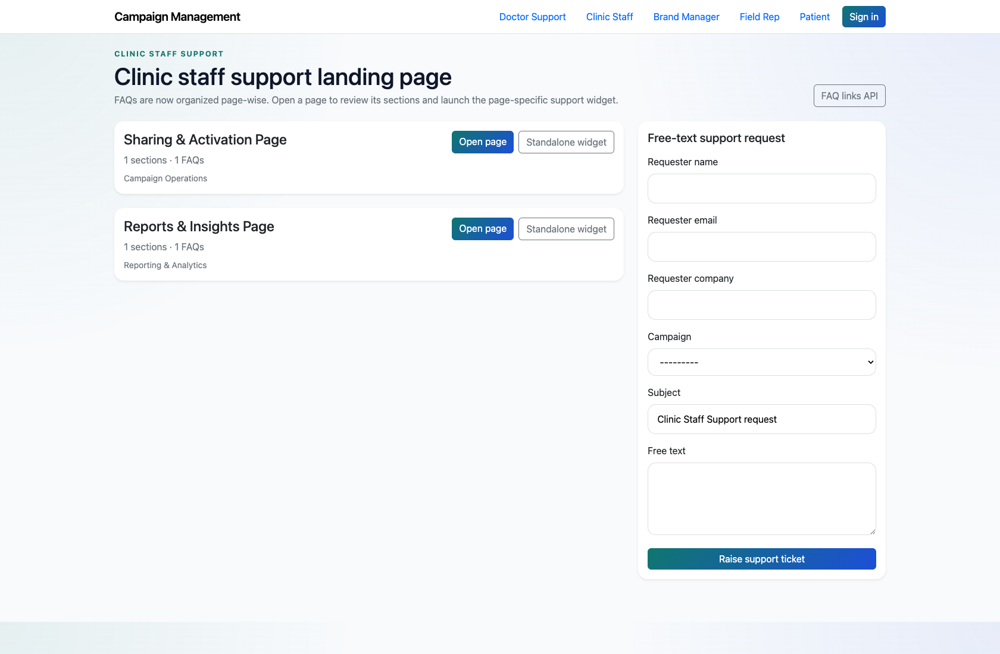 Campaign Management
Doctor Support
Clinic Staff
Brand Manager
Field Rep
Patient
Sign in
CLINIC STAFF SUPPORT
Clinic staff support landing page
FAQs are now organized page-wise. Open a page to review its sections and launch the page-specific support widget.
FAQ links API
Sharing & Activation Page
Open page
Standalone widget
1 sections · 1 FAQs
Campaign Operations
Reports & Insights Page
Open page
Standalone widget
1 sections · 1 FAQs
Reporting & Analytics
Free-text support request
Requester name
Requester email
Requester company
Campaign
---------
Subject
Clinic Staff Support request
Free text
Raise support ticket